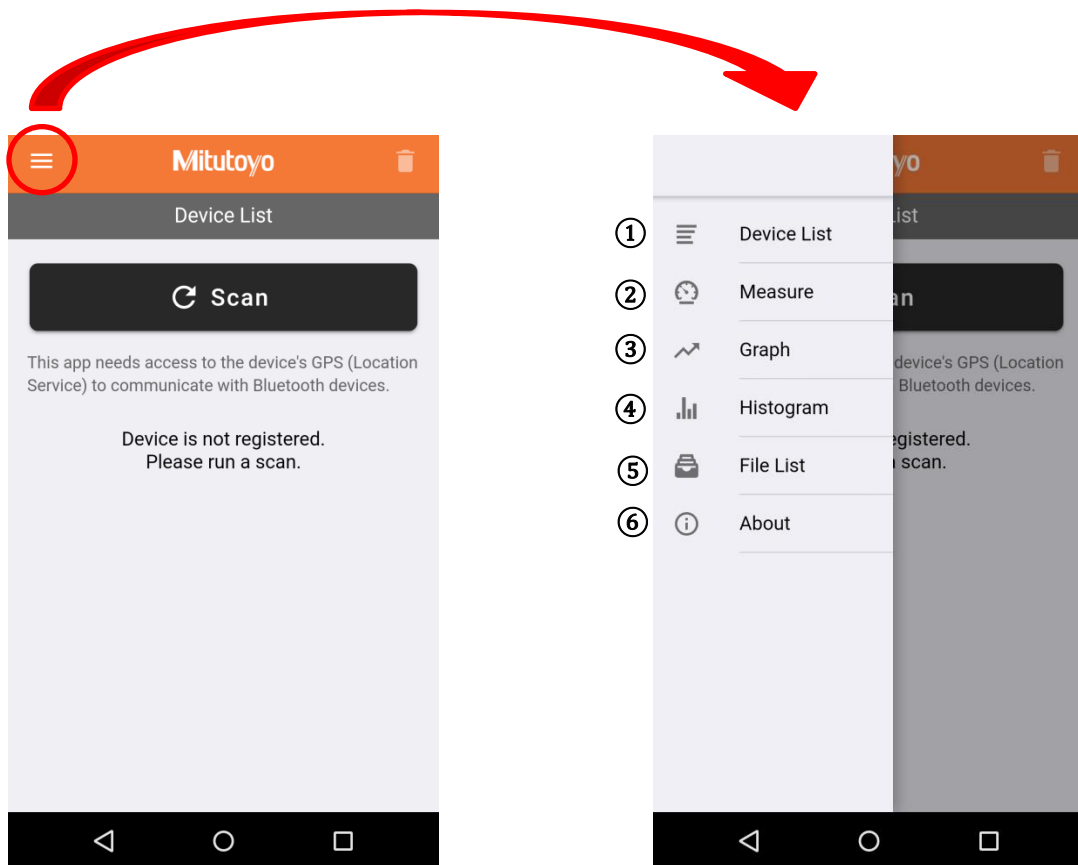 Mitutoyo
Device List
Scan
This app needs access to the device's GPS (Location
Service) to communicate with Bluetooth devices.
Device is not registered.
Please run a scan.
yo
ist
an
device's GPS (Location
Bluetooth devices.
egistered.
scan.
① Device List
② Measure
③ Graph
④ Histogram
⑤ File List
⑥ About